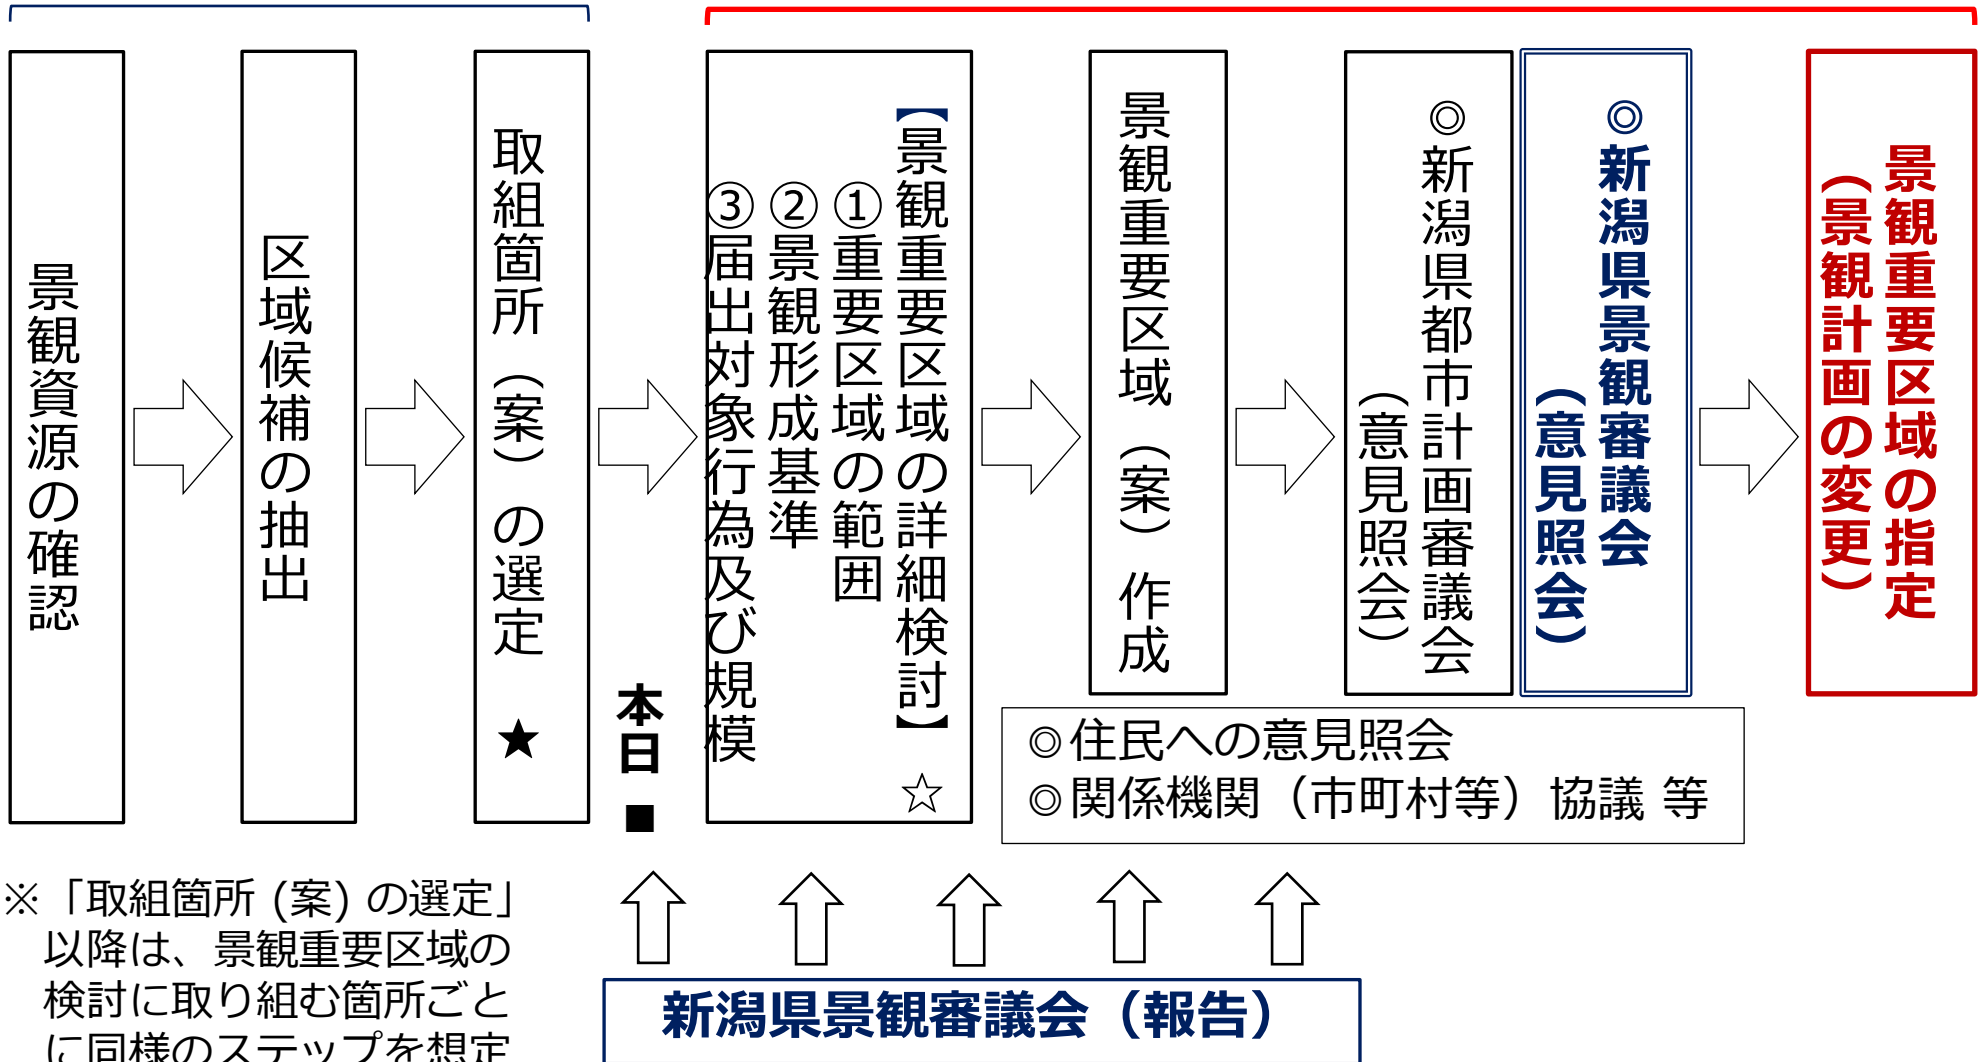 景観資源の確認
区域候補の抽出
取組箇所（案）の選定　★
本日■
【景観重要区域の詳細検討】☆
①重要区域の範囲
②景観形成基準
③届出対象行為及び規模
景観重要区域（案）作成
◎新潟県都市計画審議会
（意見照会）
◎新潟県景観審議会
（意見照会）
景観重要区域の指定
（景観計画の変更）
◎住民への意見照会
◎関係機関（市町村等）協議 等
※「取組箇所 (案) の選定」
以降は、景観重要区域の
検討に取り組む箇所ごと
に同様のステップを想定
新潟県景観審議会（報告）